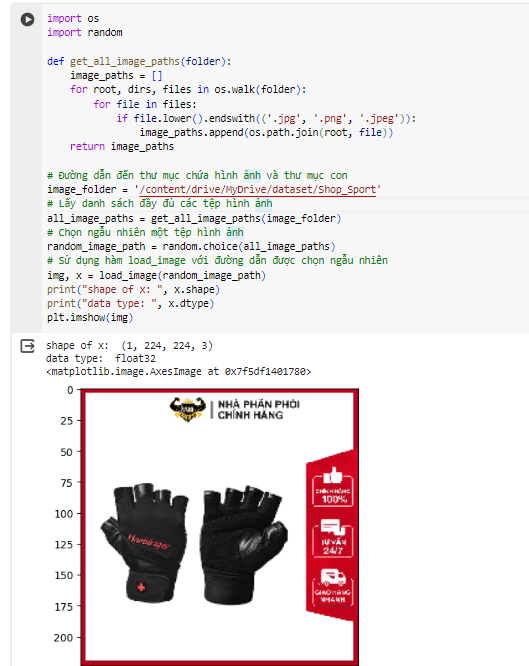 import os
import random
def get_all_image_paths(folder):
image_paths = []
for root, dirs, files in os.walk(folder):
for file in files:
if file.lower().endswith(('.jpg', '.png', '.jpeg')):
image_paths.append(os.path.join(root, file))
return image_paths
# Đường dẫn đến thư mục chứa hình ảnh và thư mục con
image_folder = '/content/drive/MyDrive/dataset/Shop_Sport'
# Lấy danh sách đầy đủ các tệp hình ảnh
all_image_paths = get_all_image_paths(image_folder)
# Chọn ngẫu nhiên một tệp hình ảnh
random_image_path = random.choice(all_image_paths)
# Sử dụng hàm load_image với đường dẫn được chọn ngẫu nhiên
img, x = load_image(random_image_path)
print("shape of x: ", x.shape)
print("data type: ", x.dtype)
plt.imshow(img)
shape of x:  (1, 224, 224, 3)
data type:  float32
<matplotlib.image.AxesImage at 0x7f5df1401780>
0
25
50
75
100
125
150
175
200
NHÀ PHÂN PHỐI
CHÍNH HÃNG
Harbinger
CHÍNH HÃNG
100%
TƯ VẤN
24/7
GIAO HÀNG
NHANH